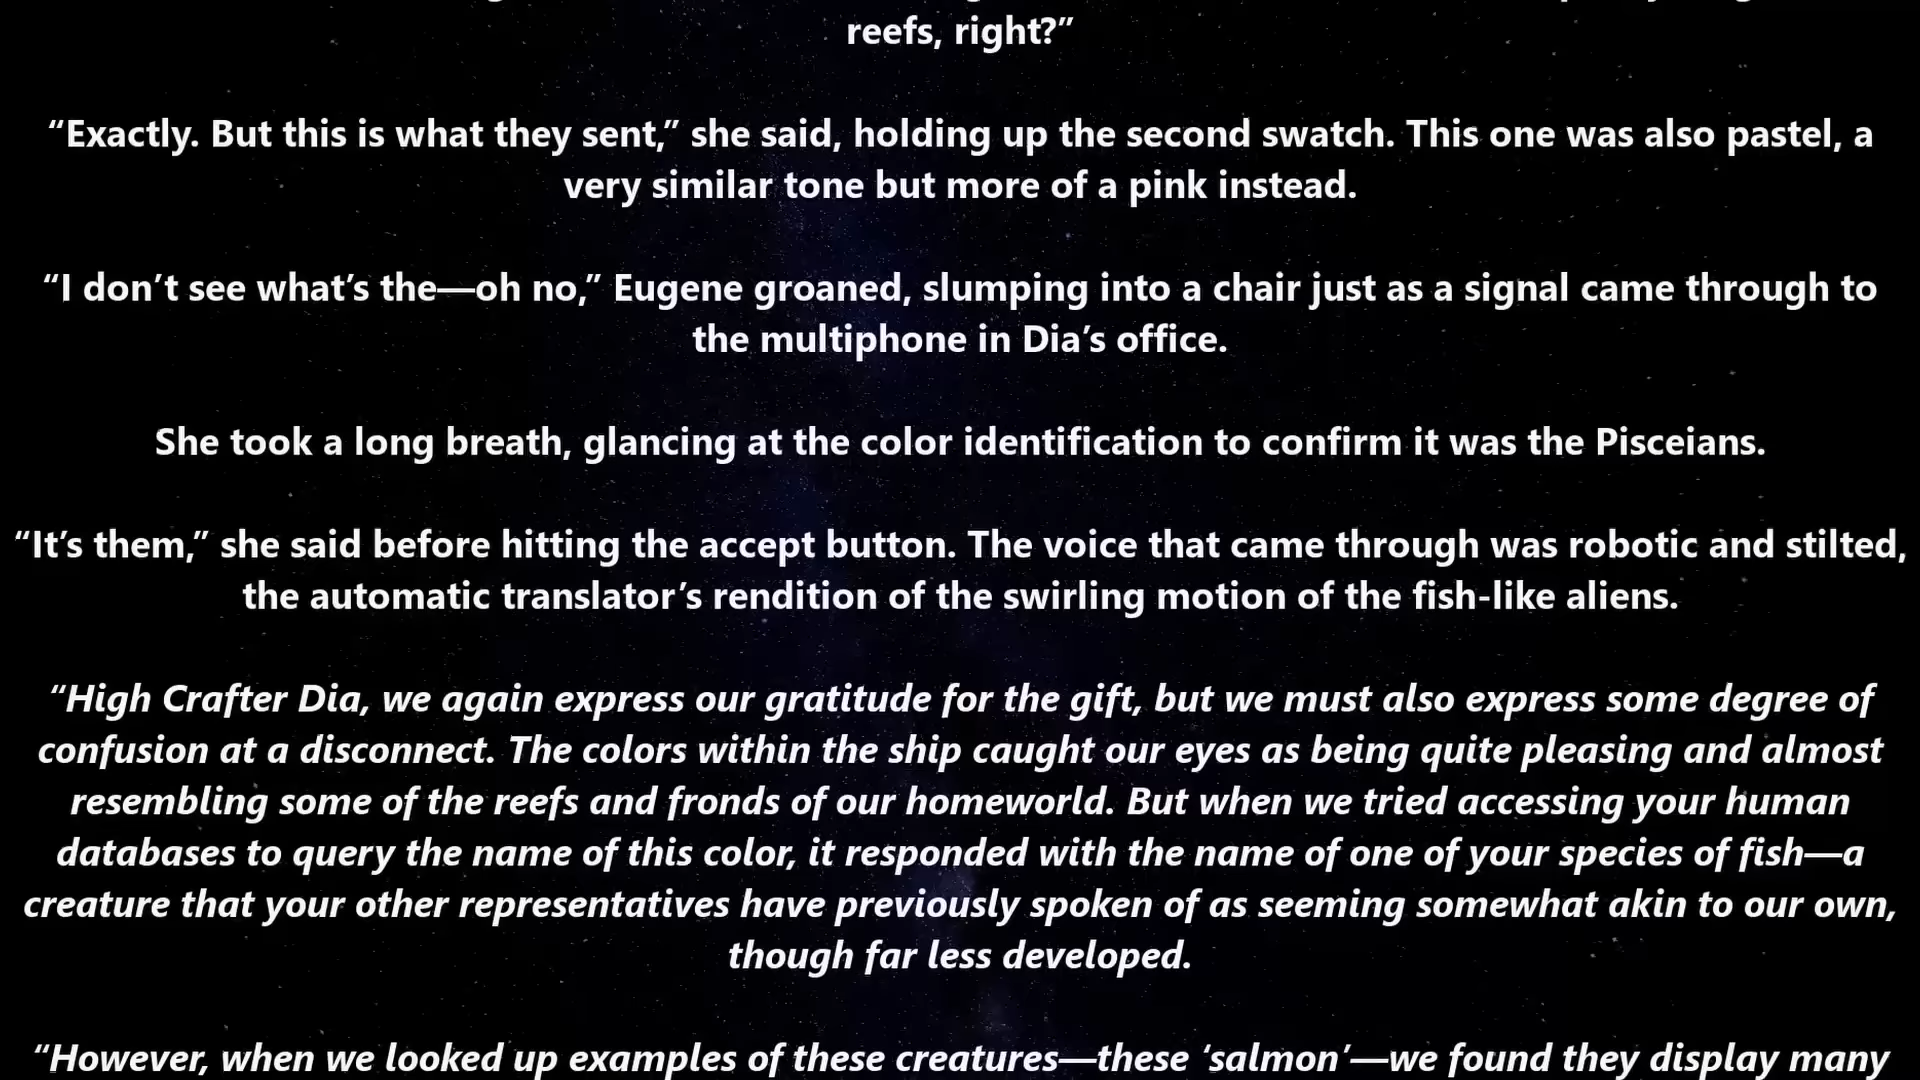 reefs, right?”
“Exactly. But this is what they sent,” she said, holding up the second swatch. This one was also pastel, a
very similar tone but more of a pink instead.
“I don’t see what’s the—oh no,” Eugene groaned, slumping into a chair just as a signal came through to
the multiphone in Dia’s office.
She took a long breath, glancing at the color identification to confirm it was the Pisceians.
“It’s them,” she said before hitting the accept button. The voice that came through was robotic and stilted,
the automatic translator’s rendition of the swirling motion of the fish-like aliens.
“High Crafter Dia, we again express our gratitude for the gift, but we must also express some degree of
confusion at a disconnect. The colors within the ship caught our eyes as being quite pleasing and almost
resembling some of the reefs and fronds of our homeworld. But when we tried accessing your human
databases to query the name of this color, it responded with the name of one of your species of fish—a
creature that your other representatives have previously spoken of as seeming somewhat akin to our own,
though far less developed.
“However, when we looked up examples of these creatures—these ‘salmon’—we found they display many